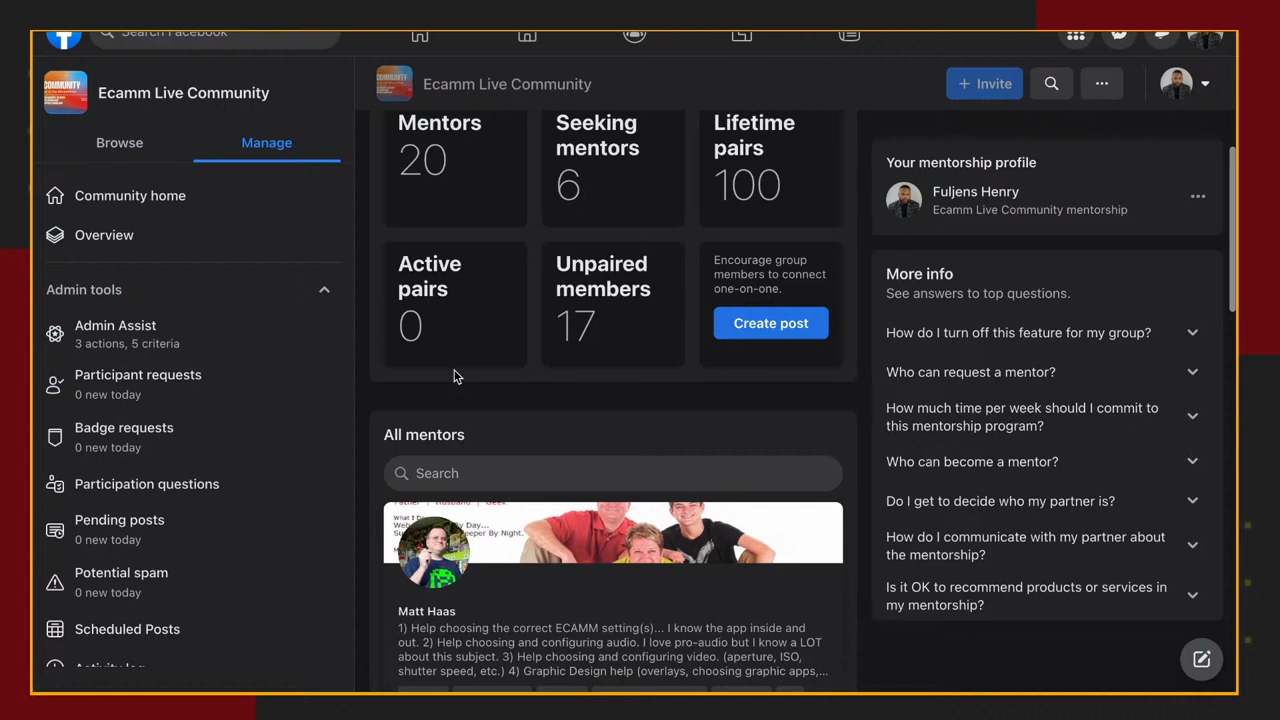 Search Facebook
Ecamm Live Community
Browse
Manage
Community home
Overview
Admin tools
Admin Assist
3 actions, 5 criteria
Participant requests
0 new today
Badge requests
0 new today
Participation questions
Pending posts
0 new today
Potential spam
0 new today
Scheduled Posts
Activity log
COMMUNITY
Ecamm Live Community
+ Invite
Mentors
20
Seeking
mentors
6
Lifetime
pairs
100
Active
pairs
0
Unpaired
members
17
Encourage group
members to connect
one-on-one.
Create post
All mentors
Search
Father | Husband | Geek
Matt Haas
1) Help choosing the correct ECAMM setting(s)... I know the app inside and
out. 2) Help choosing and configuring audio. I love pro-audio but I know a LOT
about this subject. 3) Help choosing and configuring video. (aperture, ISO,
shutter speed, etc.) 4) Graphic Design help (overlays, choosing graphic apps,...
Your mentorship profile
Fuljens Henry
Ecamm Live Community mentorship
More info
See answers to top questions.
How do I turn off this feature for my group?
Who can request a mentor?
How much time per week should I commit to
this mentorship program?
Who can become a mentor?
Do I get to decide who my partner is?
How do I communicate with my partner about
the mentorship?
Is it OK to recommend products or services in
my mentorship?